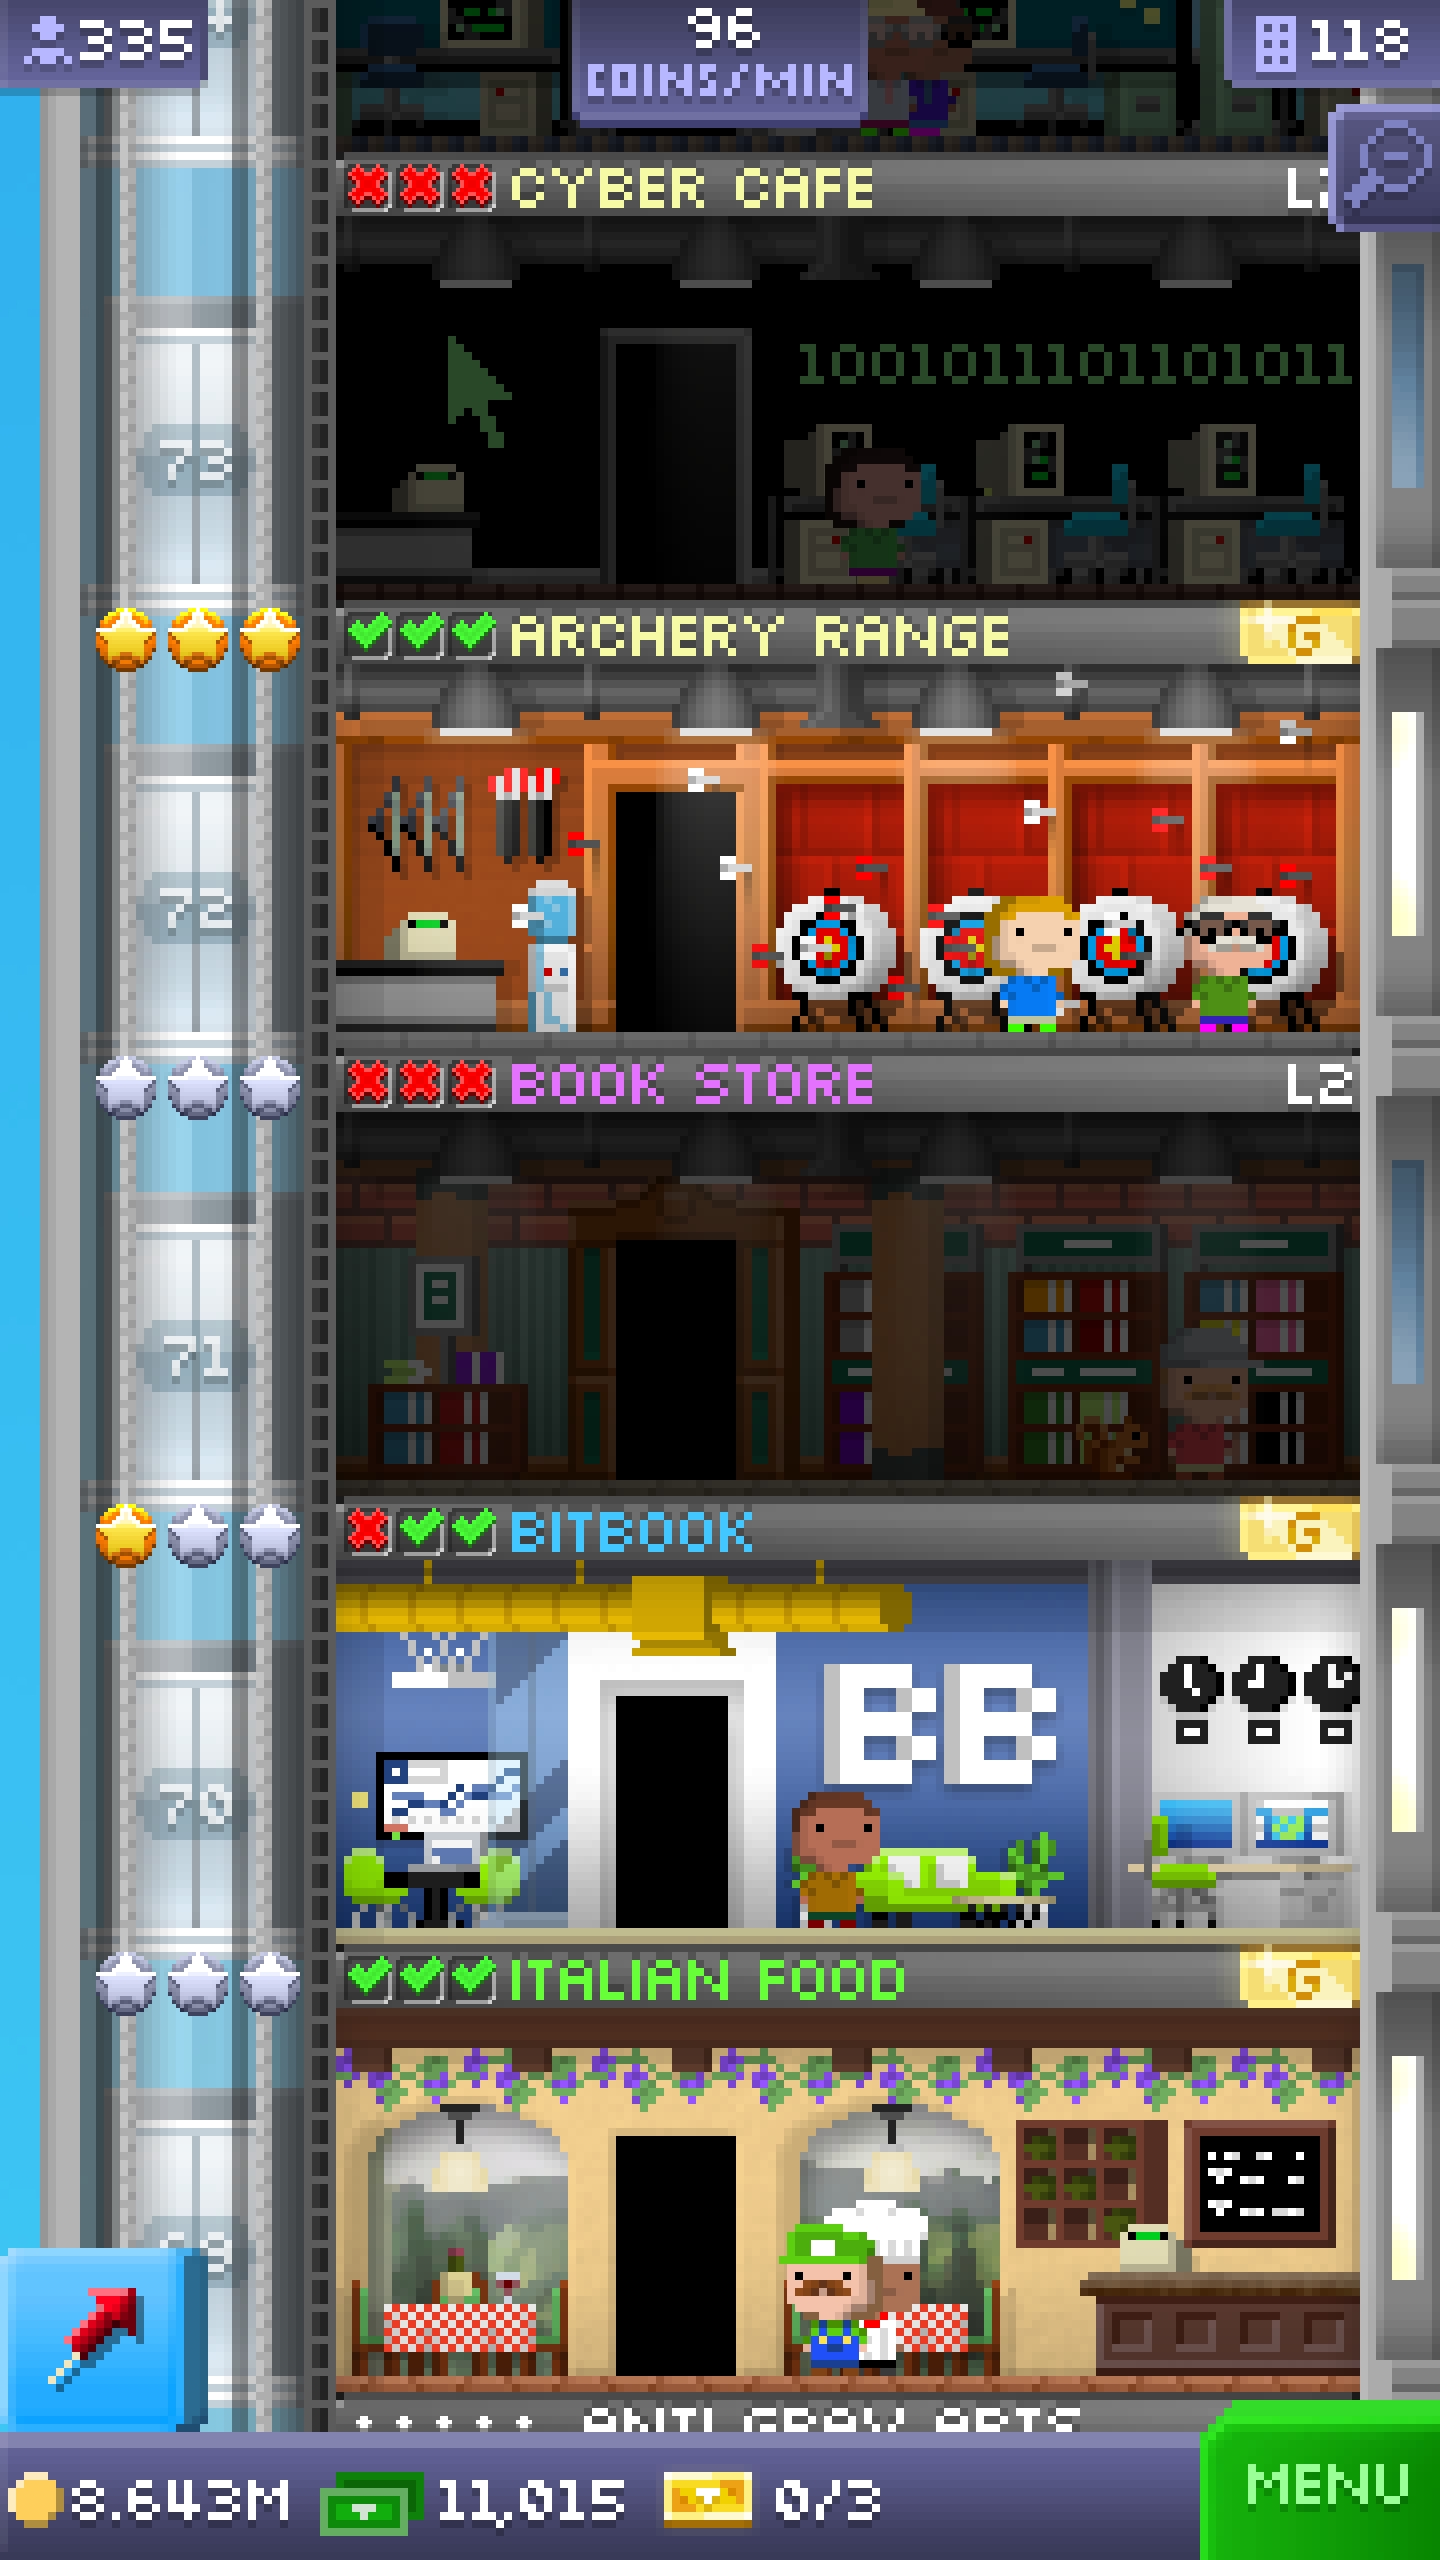 335
96
COINS/MIN
118
CYBER CAFE
1001011101101011
73
ARCHERY RANGE G
72
BOOK STORE L2
B
71
BITBOOK G
BB
70
ITALIAN FOOD G
ANTI GRAV ARTS
8.643M 11,015 0/3
MENU